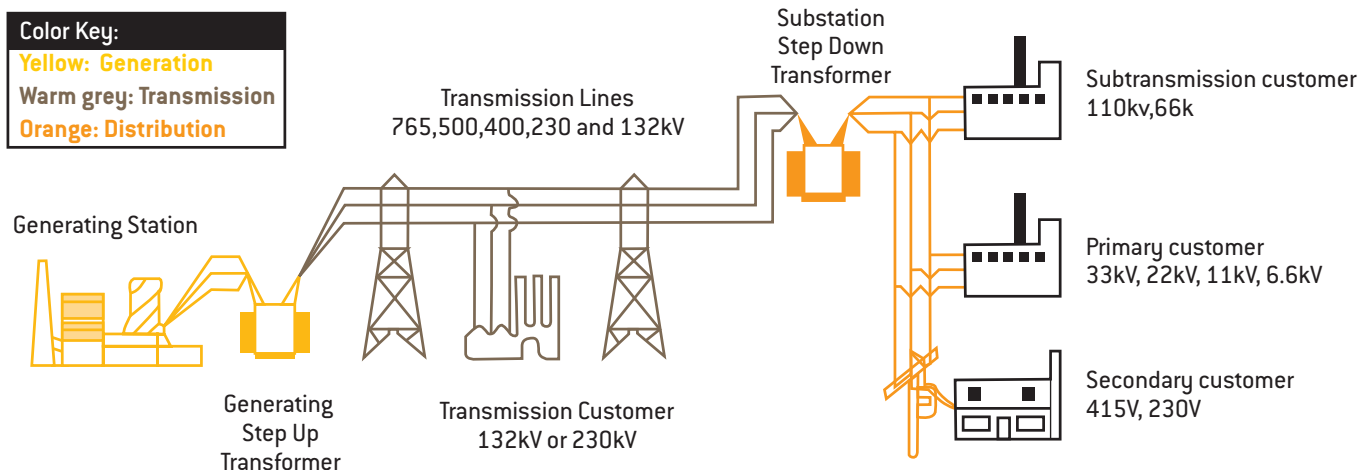 Color Key:
Yellow: Generation
Warm grey: Transmission
Orange: Distribution
Generating Station
Generating
Step Up
Transformer
Transmission Lines
765,500,400,230 and 132kV
Transmission Customer
132kV or 230kV
Substation
Step Down
Transformer
Subtransmission customer
110kv,66k
Primary customer
33kV, 22kV, 11kV, 6.6kV
Secondary customer
415V, 230V